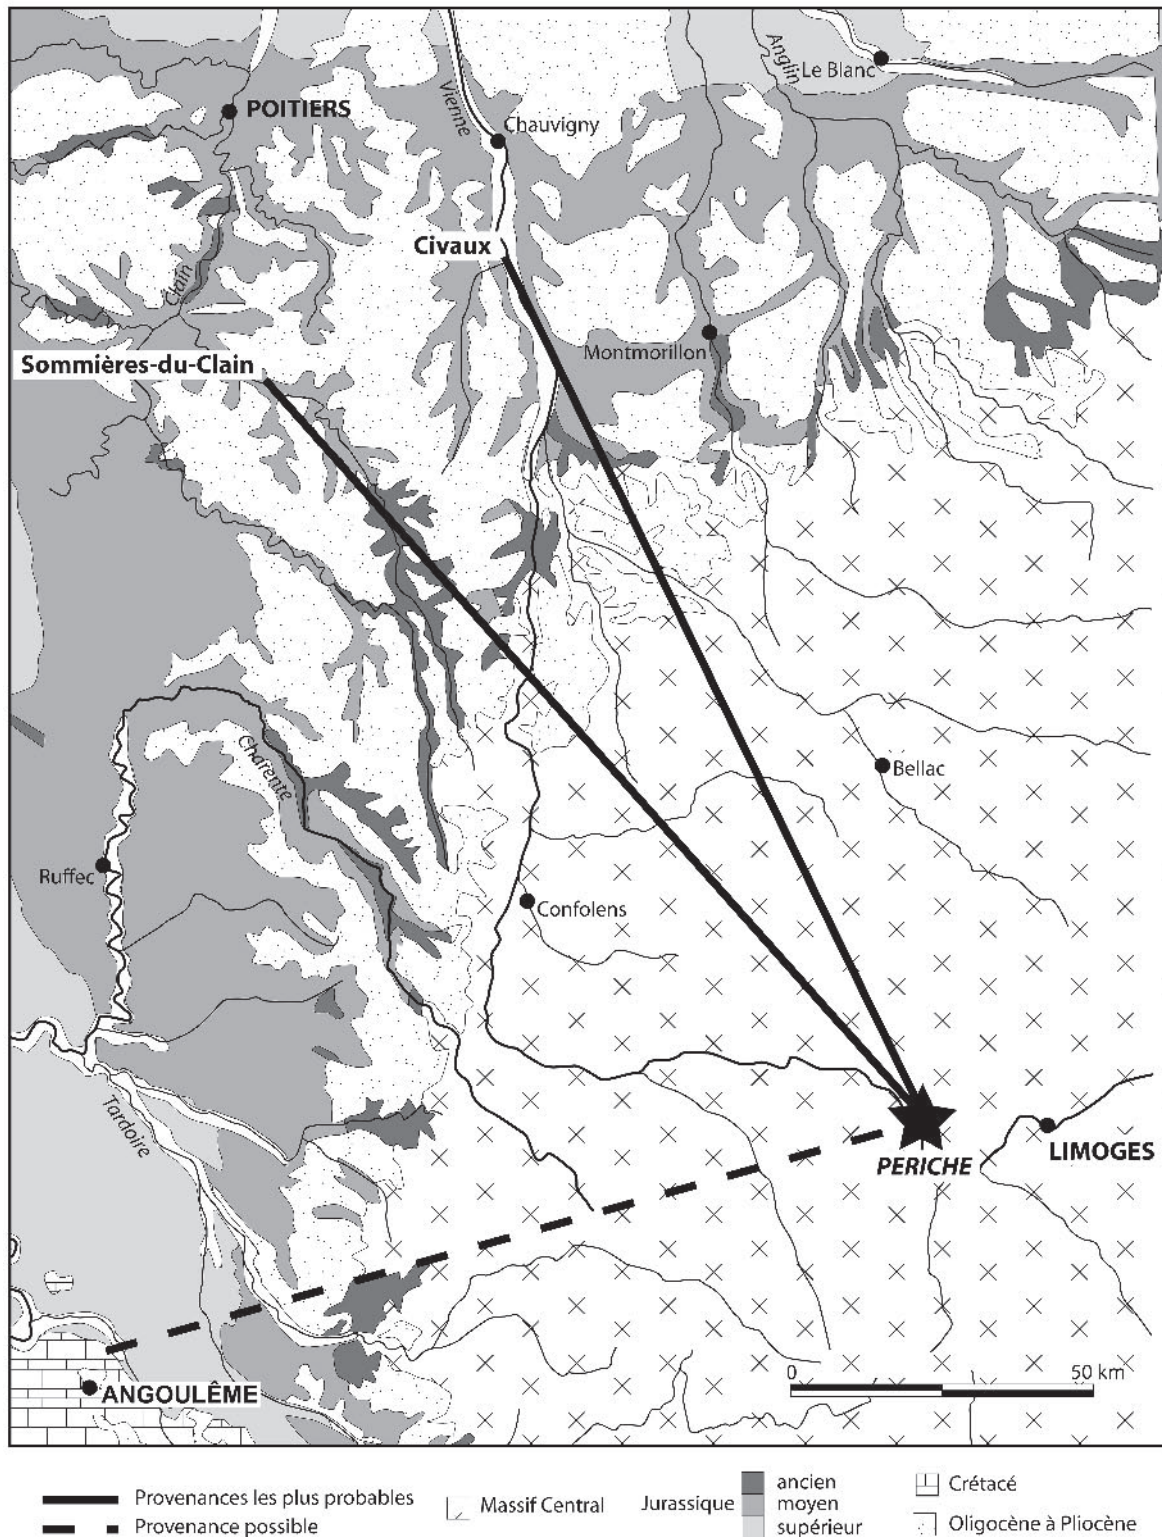 Anglin
Le Blanc
POITIERS
Vienne
Chauvigny
Civaux
Clain
Montmorillon
Sommières-du-Clain
Charente
Bellac
Ruffec
Confolens
Tardoire
PERICHE
LIMOGES
0 50 km
ANGOULÊME
Provenances les plus probables
Provenance possible
Massif Central
Jurassique
ancien
moyen
supérieur
Crétacé
Oligocène à Pliocène